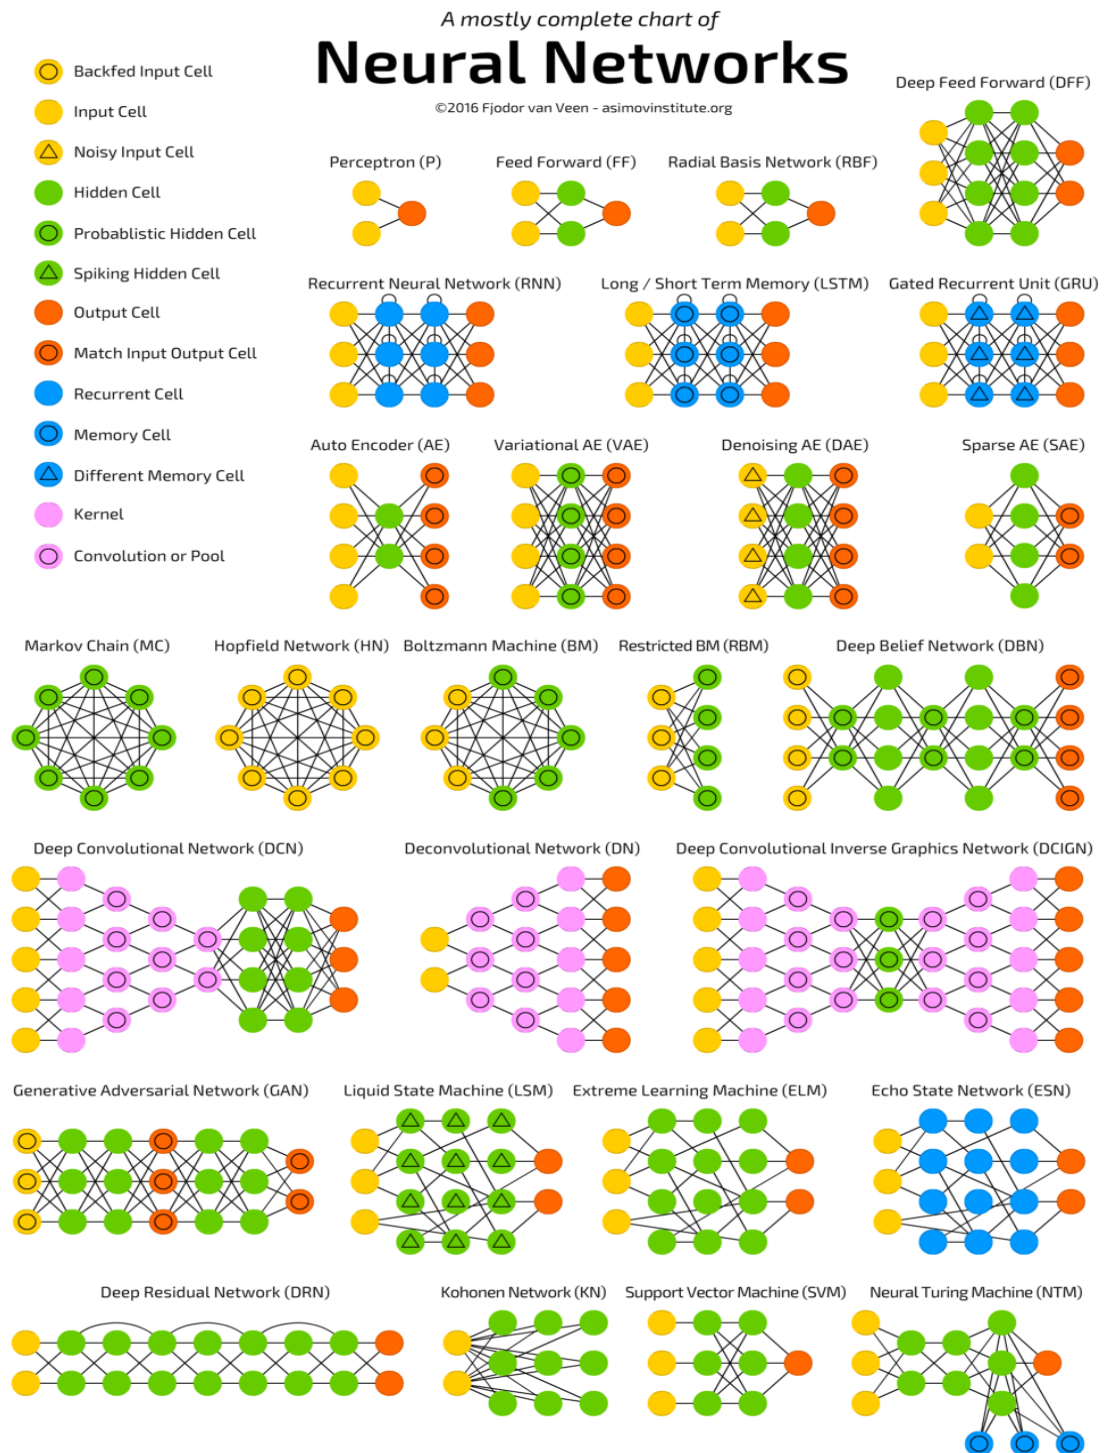 A mostly complete chart of
Neural Networks
©2016 Fjodor van Veen - asimovinstitute.org
Backfed Input Cell
Input Cell
Noisy Input Cell
Hidden Cell
Probablistic Hidden Cell
Spiking Hidden Cell
Output Cell
Match Input Output Cell
Recurrent Cell
Memory Cell
Different Memory Cell
Kernel
Convolution or Pool
Deep Feed Forward (DFF)
Perceptron (P)
Feed Forward (FF)
Radial Basis Network (RBF)
Recurrent Neural Network (RNN)
Long / Short Term Memory (LSTM)
Gated Recurrent Unit (GRU)
Auto Encoder (AE)
Variational AE (VAE)
Denoising AE (DAE)
Sparse AE (SAE)
Markov Chain (MC)
Hopfield Network (HN)
Boltzmann Machine (BM)
Restricted BM (RBM)
Deep Belief Network (DBN)
Deep Convolutional Network (DCN)
Deconvolutional Network (DN)
Deep Convolutional Inverse Graphics Network (DCIGN)
Generative Adversarial Network (GAN)
Liquid State Machine (LSM)
Extreme Learning Machine (ELM)
Echo State Network (ESN)
Deep Residual Network (DRN)
Kohonen Network (KN)
Support Vector Machine (SVM)
Neural Turing Machine (NTM)